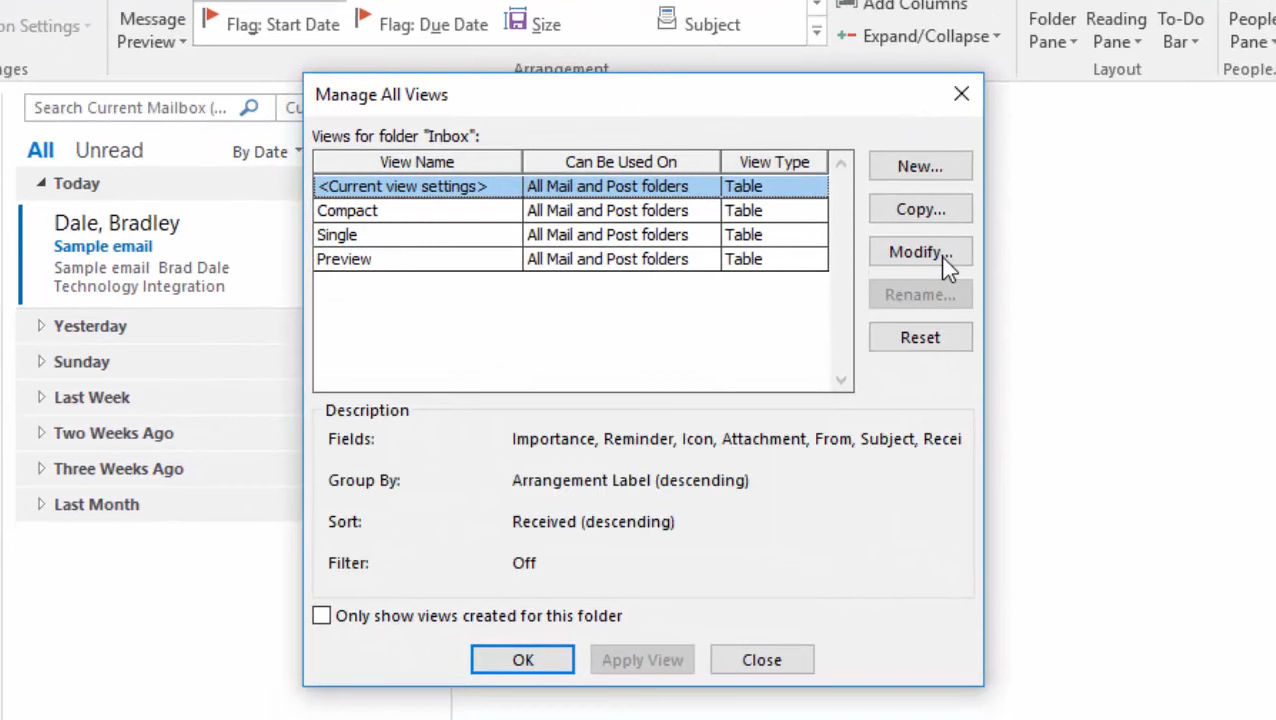 on Settings
Message
Preview
Flag: Start Date
Flag: Due Date
Size
Subject
Add Columns
Expand/Collapse
Folder
Pane
Reading
Pane
To-Do
Bar
People
Pane
Arrangement
Layout
People...
Search Current Mailbox (...
All Unread By Date
Today
Dale, Bradley
Sample email
Sample email Brad Dale
Technology Integration
Yesterday
Sunday
Last Week
Two Weeks Ago
Three Weeks Ago
Last Month
Manage All Views
Views for folder "Inbox":
View Name Can Be Used On View Type
<Current view settings> All Mail and Post folders Table
Compact All Mail and Post folders Table
Single All Mail and Post folders Table
Preview All Mail and Post folders Table
New...
Copy...
Modify...
Rename...
Reset
Description
Fields: Importance, Reminder, Icon, Attachment, From, Subject, Recei
Group By: Arrangement Label (descending)
Sort: Received (descending)
Filter: Off
Only show views created for this folder
OK Apply View Close